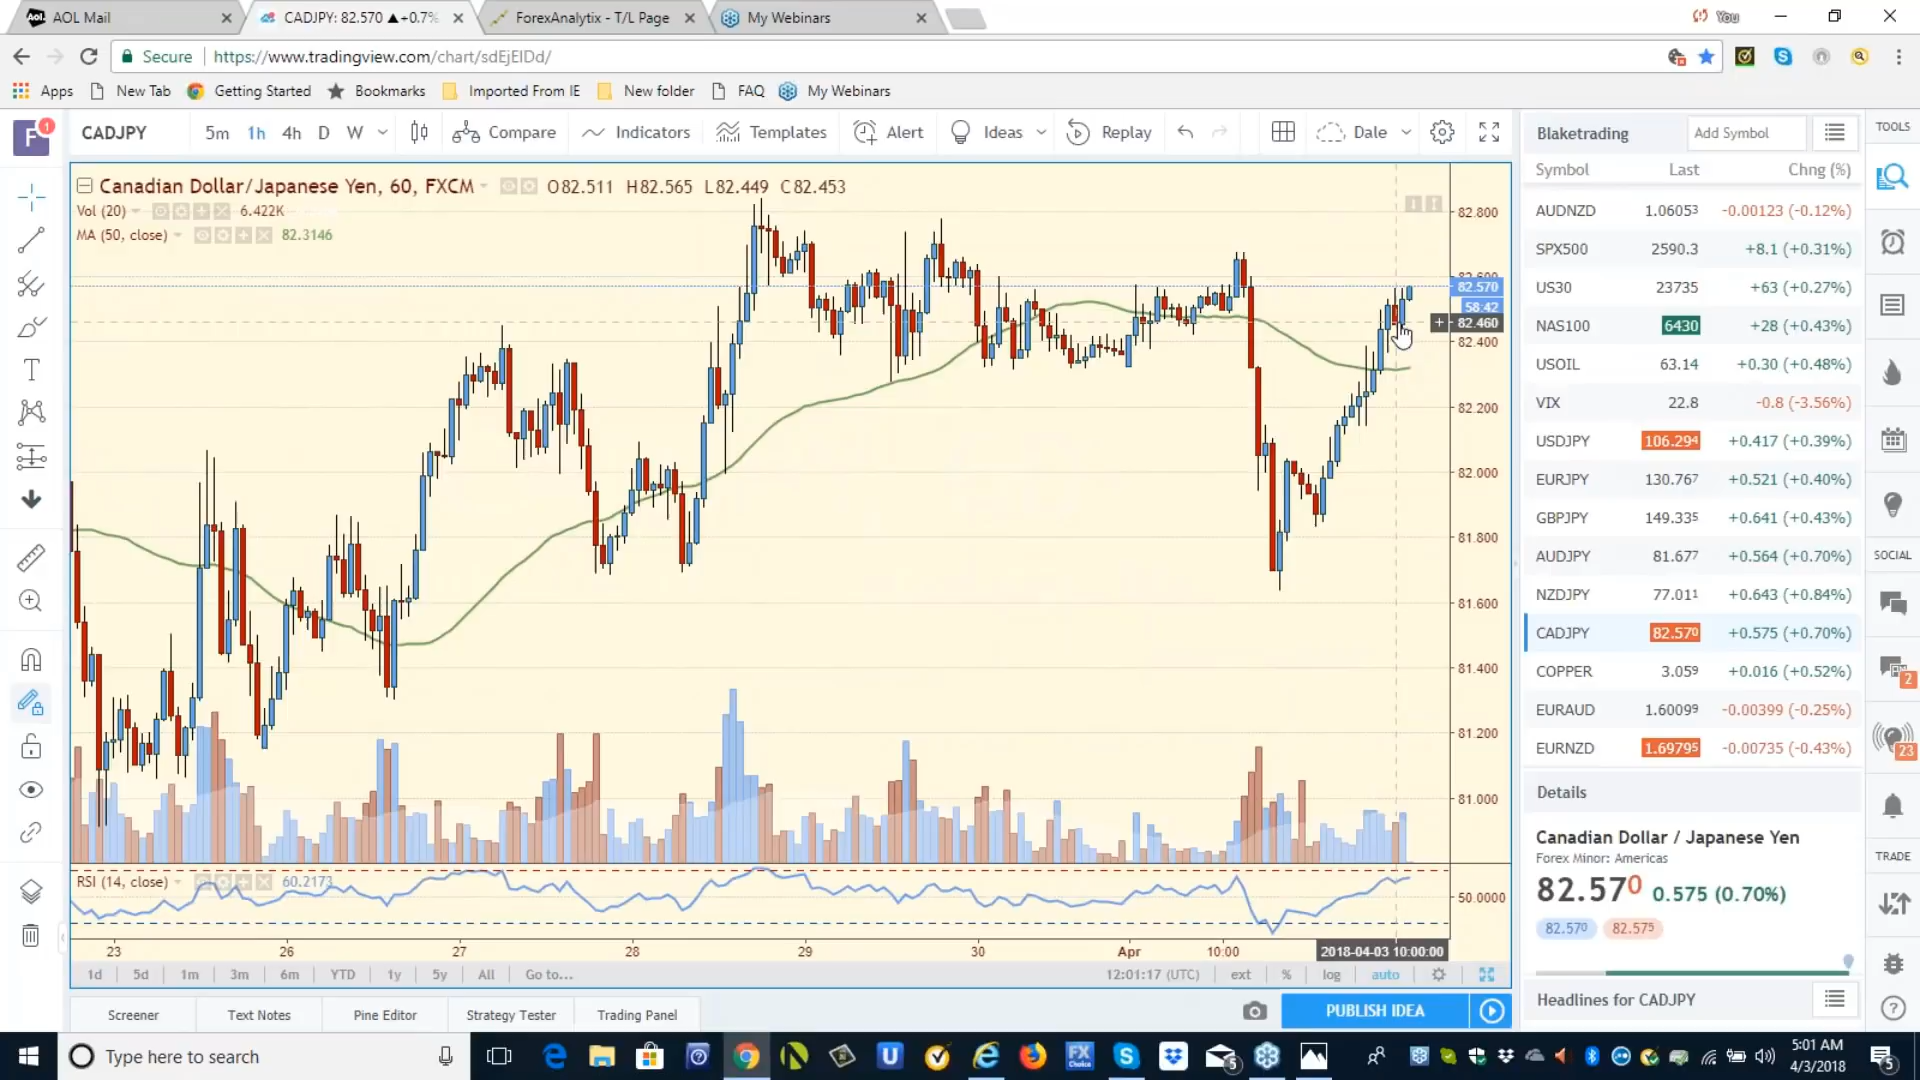 AOL Mail
CADJPY: 82.570 ▲+0.7%
ForexAnalytix - T/L Page
My Webinars
You
Secure
https://www.tradingview.com/chart/sdEjEIDd/
Apps
New Tab
Getting Started
Bookmarks
Imported From IE
New folder
FAQ
My Webinars
F
1
CADJPY
5m
1h
4h
D
W
Compare
Indicators
Templates
Alert
Ideas
Replay
Dale
Canadian Dollar/Japanese Yen, 60, FXCM
O82.511 H82.565 L82.449 C82.453
Vol (20)
6.422K
MA (50, close)
82.3146
82.800
82.600
82.570
58:42
82.460
82.400
82.200
82.000
81.800
81.600
81.400
81.200
81.000
RSI (14, close)
60.2173
50.0000
23
26
27
28
29
30
Apr
10:00
2018-04-03 10:00:00
1d
5d
1m
3m
6m
YTD
1y
5y
All
Go to...
12:01:17 (UTC)
ext
%
log
auto
Screener
Text Notes
Pine Editor
Strategy Tester
Trading Panel
PUBLISH IDEA
Blaketrading
Add Symbol
TOOLS
Symbol Last Chng (%)
AUDNZD 1.06053 -0.00123 (-0.12%)
SPX500 2590.3 +8.1 (+0.31%)
US30 23735 +63 (+0.27%)
NAS100 6430 +28 (+0.43%)
USOIL 63.14 +0.30 (+0.48%)
VIX 22.8 -0.8 (-3.56%)
USDJPY 106.294 +0.417 (+0.39%)
EURJPY 130.767 +0.521 (+0.40%)
GBPJPY 149.335 +0.641 (+0.43%)
AUDJPY 81.677 +0.564 (+0.70%)
SOCIAL
NZDJPY 77.011 +0.643 (+0.84%)
CADJPY 82.570 +0.575 (+0.70%)
COPPER 3.059 +0.016 (+0.52%)
2
EURAUD 1.60099 -0.00399 (-0.25%)
EURNZD 1.69795 -0.00735 (-0.43%)
23
Details
Canadian Dollar / Japanese Yen
Forex Minor: Americas
TRADE
82.570 0.575 (0.70%)
82.570 82.575
Headlines for CADJPY
Type here to search
FX
Choice
5
5:01 AM
4/3/2018
5